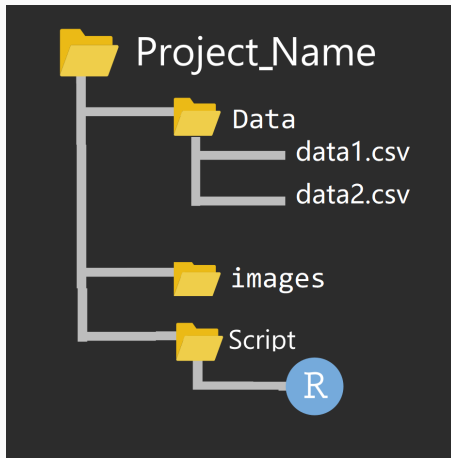 Project_Name
Data
data1.csv
data2.csv
images
Script
R